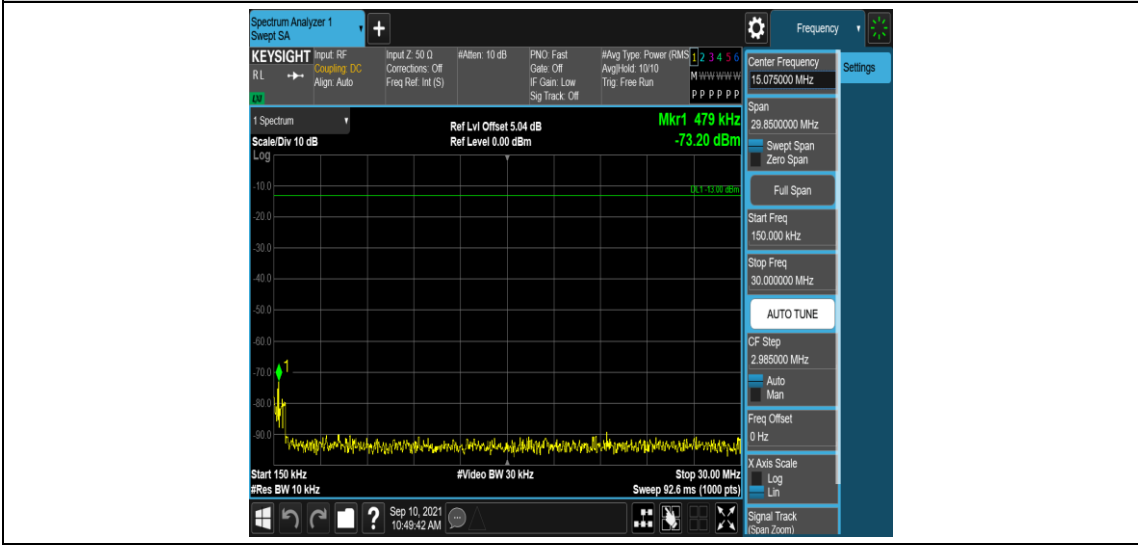 Spectrum Analyzer 1
Swept SA
+
Frequency
KEYSIGHT
RL
LXI
Input: RF
Coupling: DC
Align: Auto
Input Z: 50 Ω
Corrections: Off
Freq Ref: Int (S)
#Atten: 10 dB
PNO: Fast
Gate: Off
IF Gain: Low
Sig Track: Off
#Avg Type: Power (RMS
Avg|Hold: 10/10
Trig: Free Run
1 2 3 4 5 6
M W W W W W
P P P P P P
1 Spectrum
Scale/Div 10 dB
Log
Ref Lvl Offset 5.04 dB
Ref Level 0.00 dBm
Mkr1 479 kHz
-73.20 dBm
DL1 -13.00 dBm
-10.0
-20.0
-30.0
-40.0
-50.0
-60.0
-70.0
-80.0
-90.0
1
Start 150 kHz
#Res BW 10 kHz
#Video BW 30 kHz
Stop 30.00 MHz
Sweep 92.6 ms (1000 pts)
Center Frequency
15.075000 MHz
Span
29.8500000 MHz
Swept Span
Zero Span
Full Span
Start Freq
150.000 kHz
Stop Freq
30.000000 MHz
AUTO TUNE
CF Step
2.985000 MHz
Auto
Man
Freq Offset
0 Hz
X Axis Scale
Log
Lin
Signal Track
(Span Zoom)
Settings
?
Sep 10, 2021
10:49:42 AM